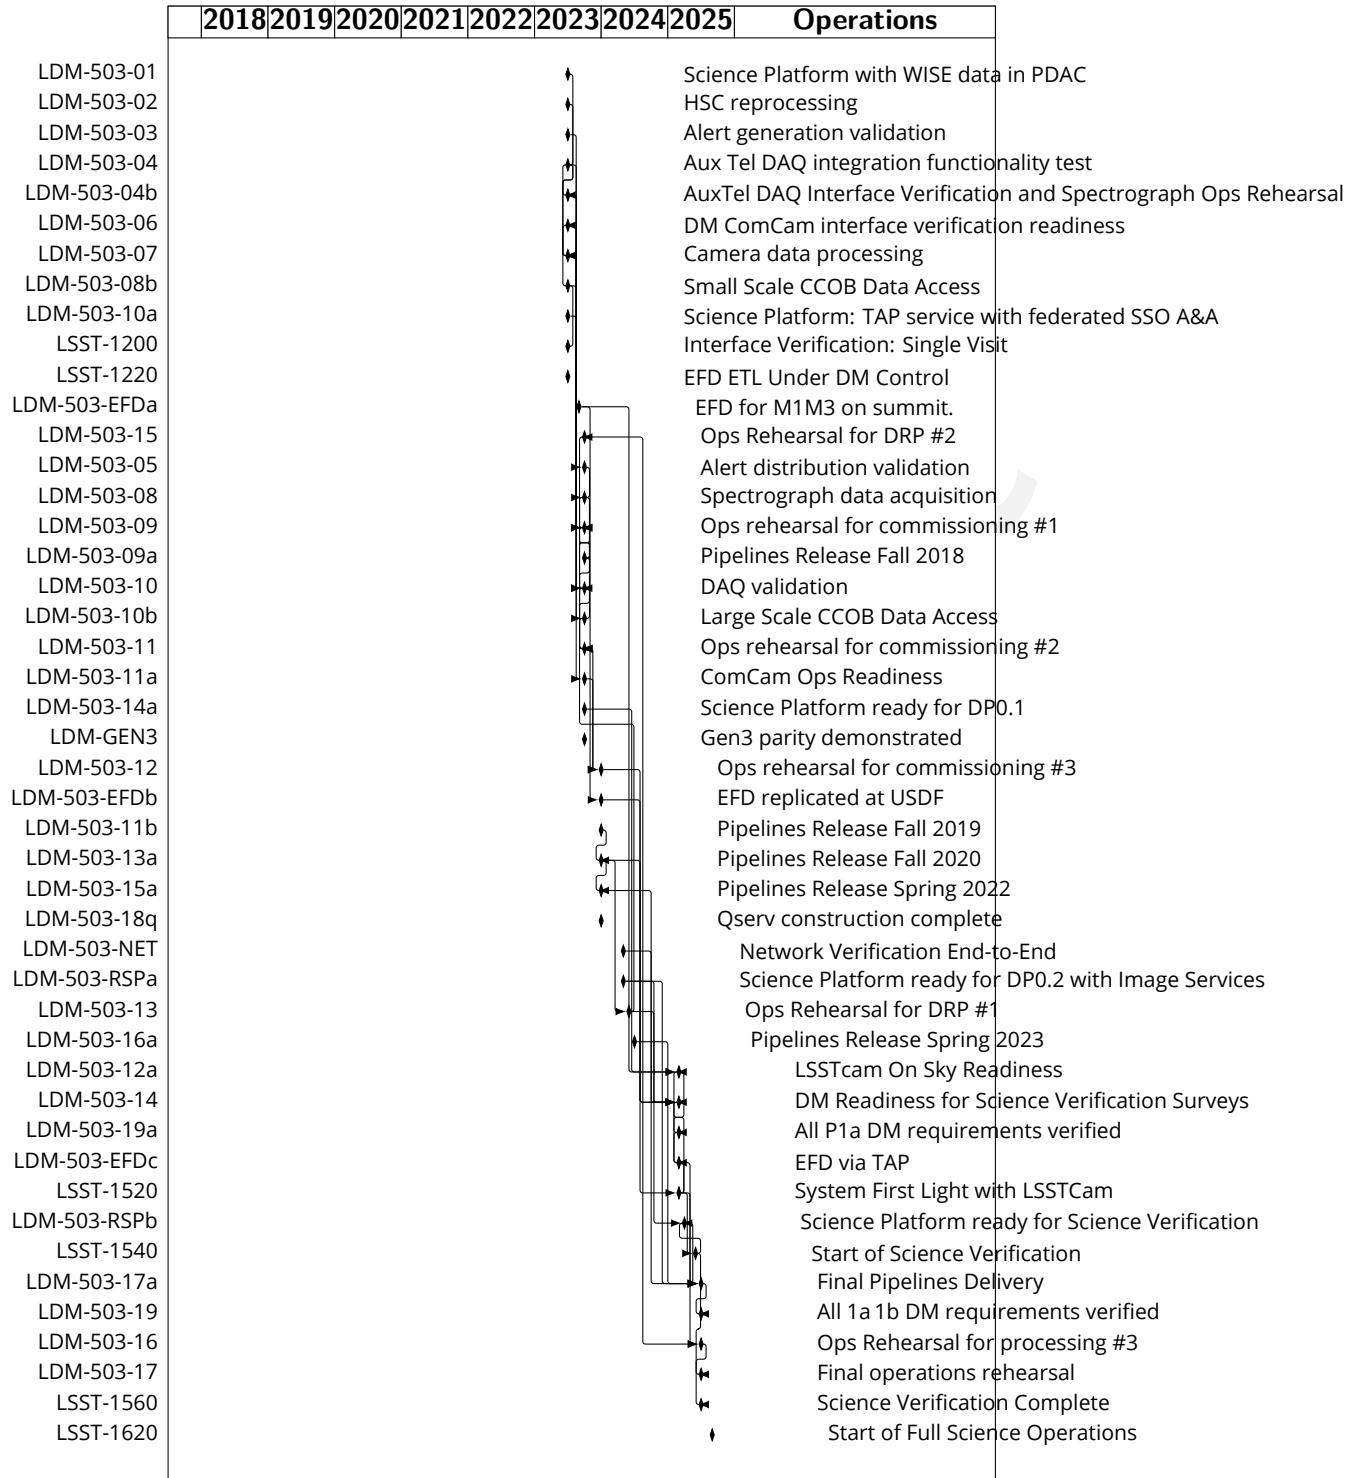 2018 2019 2020 2021 2022 2023 2024 2025 Operations
LDM-503-01 Science Platform with WISE data in PDAC
LDM-503-02 HSC reprocessing
LDM-503-03 Alert generation validation
LDM-503-04 Aux Tel DAQ integration functionality test
LDM-503-04b AuxTel DAQ Interface Verification and Spectrograph Ops Rehearsal
LDM-503-06 DM ComCam interface verification readiness
LDM-503-07 Camera data processing
LDM-503-08b Small Scale CCOB Data Access
LDM-503-10a Science Platform: TAP service with federated SSO A&A
LSST-1200 Interface Verification: Single Visit
LSST-1220 EFD ETL Under DM Control
LDM-503-EFDa EFD for M1M3 on summit.
LDM-503-15 Ops Rehearsal for DRP #2
LDM-503-05 Alert distribution validation
LDM-503-08 Spectrograph data acquisition
LDM-503-09 Ops rehearsal for commissioning #1
LDM-503-09a Pipelines Release Fall 2018
LDM-503-10 DAQ validation
LDM-503-10b Large Scale CCOB Data Access
LDM-503-11 Ops rehearsal for commissioning #2
LDM-503-11a ComCam Ops Readiness
LDM-503-14a Science Platform ready for DP0.1
LDM-GEN3 Gen3 parity demonstrated
LDM-503-12 Ops rehearsal for commissioning #3
LDM-503-EFDb EFD replicated at USDF
LDM-503-11b Pipelines Release Fall 2019
LDM-503-13a Pipelines Release Fall 2020
LDM-503-15a Pipelines Release Spring 2022
LDM-503-18q Qserv construction complete
LDM-503-NET Network Verification End-to-End
LDM-503-RSPa Science Platform ready for DP0.2 with Image Services
LDM-503-13 Ops Rehearsal for DRP #1
LDM-503-16a Pipelines Release Spring 2023
LDM-503-12a LSSTcam On Sky Readiness
LDM-503-14 DM Readiness for Science Verification Surveys
LDM-503-19a All P1a DM requirements verified
LDM-503-EFDc EFD via TAP
LSST-1520 System First Light with LSSTCam
LDM-503-RSPb Science Platform ready for Science Verification
LSST-1540 Start of Science Verification
LDM-503-17a Final Pipelines Delivery
LDM-503-19 All 1a 1b DM requirements verified
LDM-503-16 Ops Rehearsal for processing #3
LDM-503-17 Final operations rehearsal
LSST-1560 Science Verification Complete
LSST-1620 Start of Full Science Operations